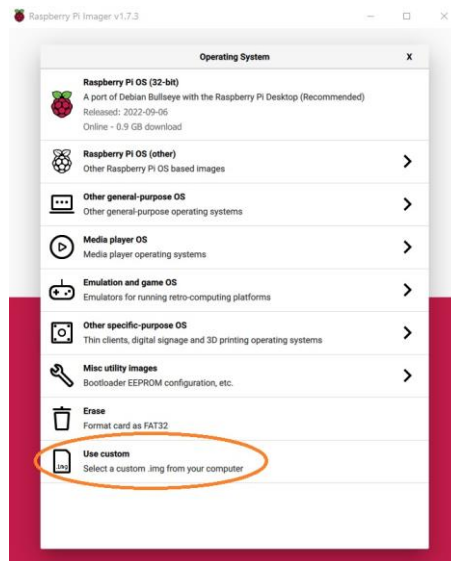 Raspberry Pi Imager v1.7.3
Operating System
X
Raspberry Pi OS (32-bit)
A port of Debian Bullseye with the Raspberry Pi Desktop (Recommended)
Released: 2022-09-06
Online - 0.9 GB download
Raspberry Pi OS (other)
Other Raspberry Pi OS based images
Other general-purpose OS
Other general-purpose operating systems
Media player OS
Media player operating systems
Emulation and game OS
Emulators for running retro-computing platforms
Other specific-purpose OS
Thin clients, digital signage and 3D printing operating systems
Misc utility images
Bootloader EEPROM configuration, etc.
Erase
Format card as FAT32
Use custom
.img
Select a custom .img from your computer